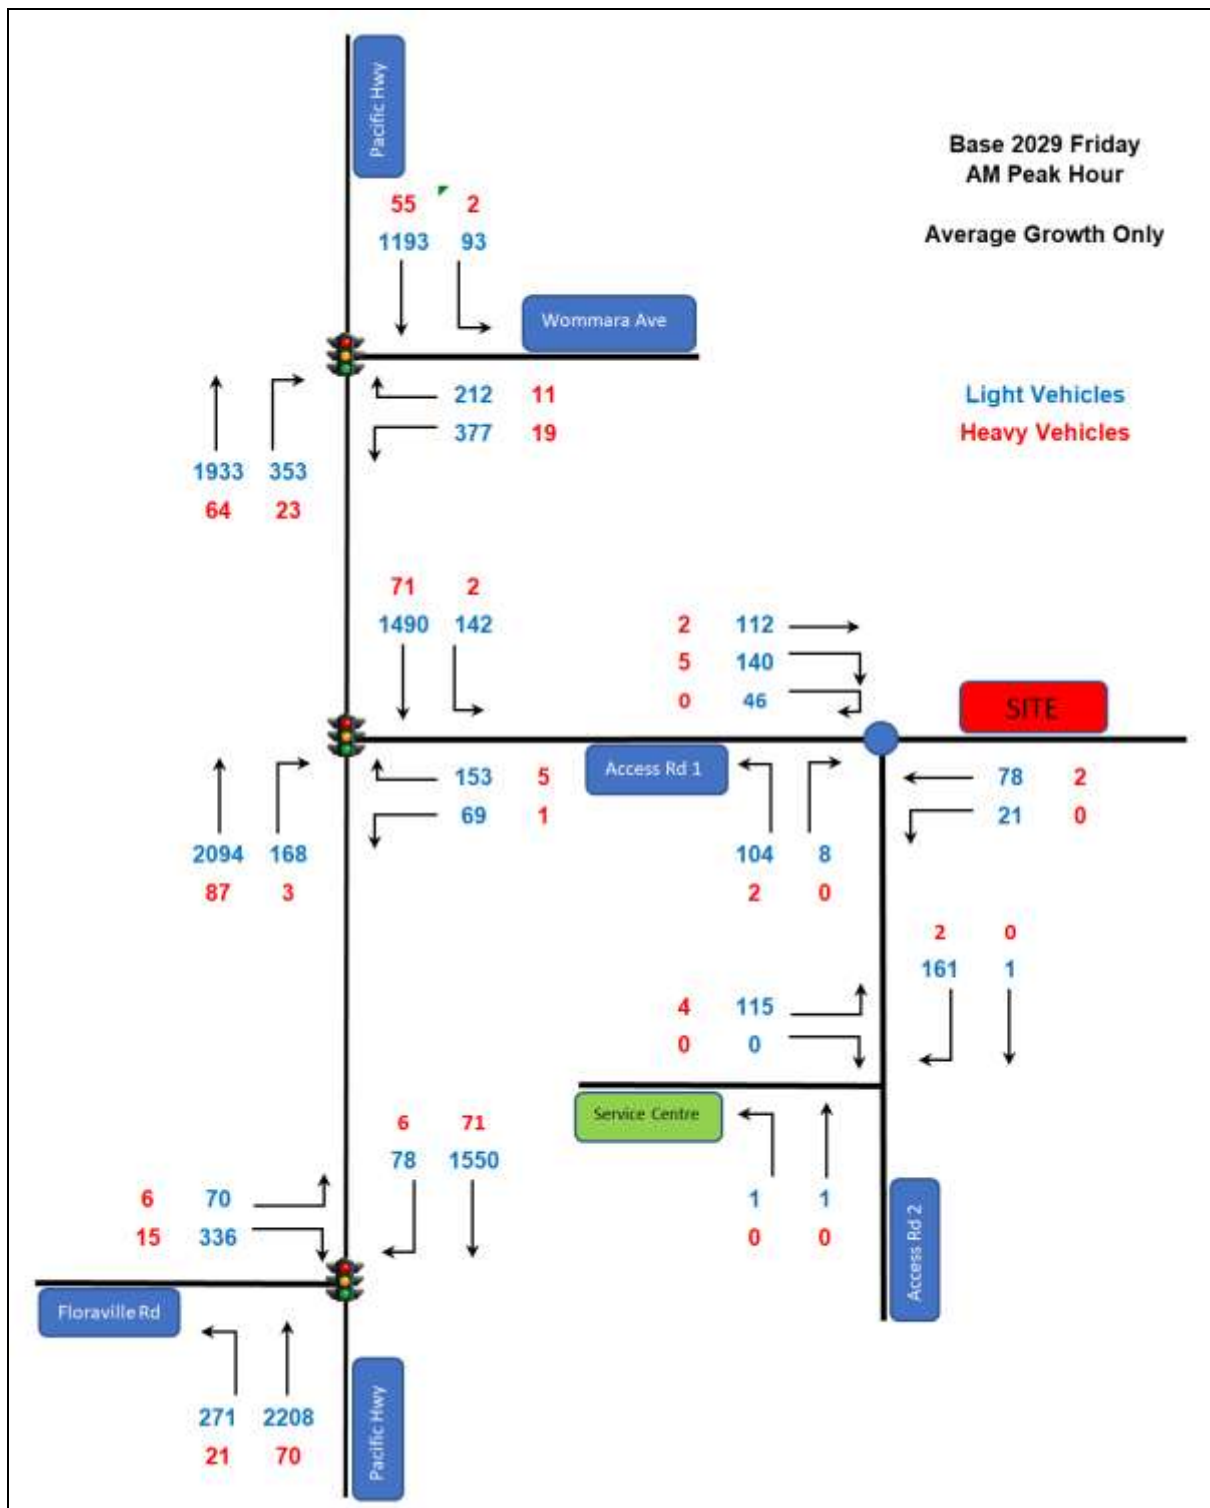 Pacific Hwy
Base 2029 Friday
AM Peak Hour
Average Growth Only
55 2
1193 93
Wommara Ave
212 11
377 19
Light Vehicles
Heavy Vehicles
1933 353
64 23
71 2
1490 142
2 112
5 140
0 46
SITE
Access Rd 1
153 5
69 1
78 2
21 0
2094 168
87 3
104 8
2 0
2 0
161 1
4 115
0 0
Service Centre
6 71
78 1550
6 70
15 336
1 1
0 0
Access Rd 2
Floraville Rd
271 2208
21 70
Pacific Hwy